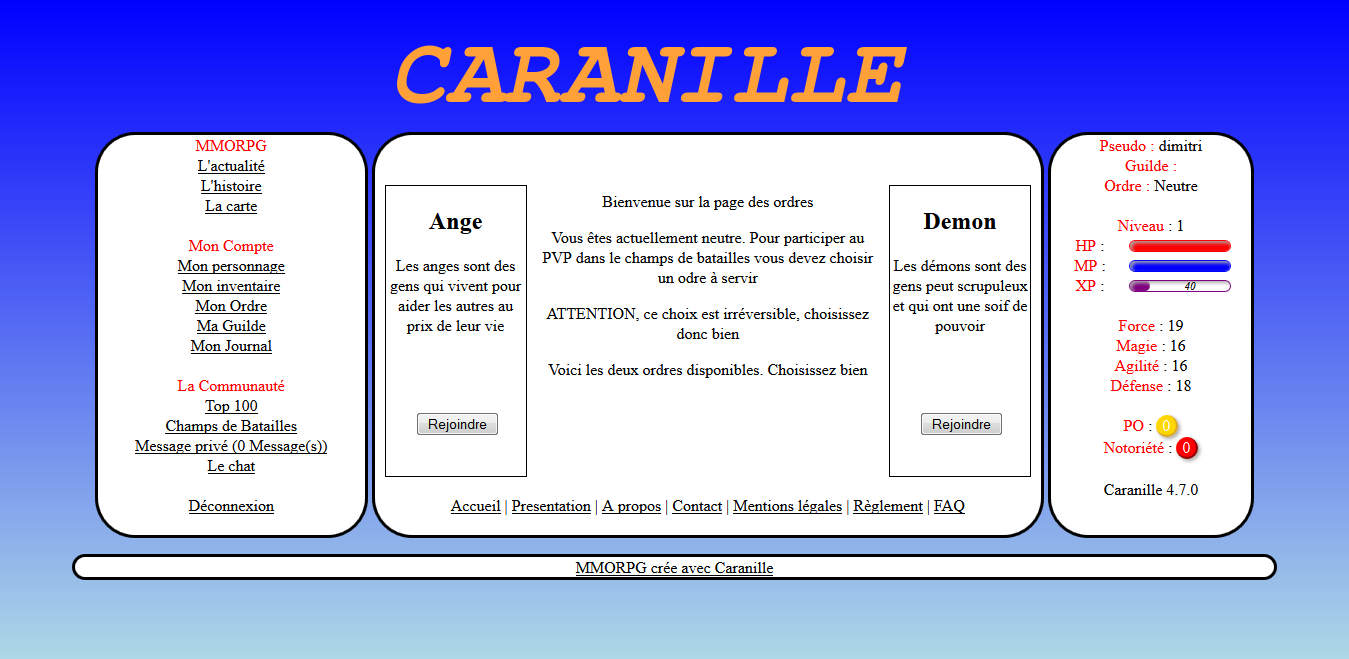 CARANILLE
MMORPG
L'actualité
L'histoire
La carte
Mon Compte
Mon personnage
Mon inventaire
Mon Ordre
Ma Guilde
Mon Journal
La Communauté
Top 100
Champs de Batailles
Message privé (0 Message(s))
Le chat
Déconnexion
Ange
Les anges sont des
gens qui vivent pour
aider les autres au
prix de leur vie
Rejoindre
Bienvenue sur la page des ordres
Vous êtes actuellement neutre. Pour participer au
PVP dans le champs de batailles vous devez choisir
un odre à servir
ATTENTION, ce choix est irréversible, choisissez
donc bien
Voici les deux ordres disponibles. Choisissez bien
Demon
Les démons sont des
gens peut scrupuleux
et qui ont une soif de
pouvoir
Rejoindre
Accueil | Presentation | A propos | Contact | Mentions légales | Règlement | FAQ
Pseudo : dimitri
Guilde :
Ordre : Neutre
Niveau : 1
HP :
MP :
XP : 40
Force : 19
Magie : 16
Agilité : 16
Défense : 18
PO : 0
Notoriété : 0
Caranille 4.7.0
MMORPG crée avec Caranille